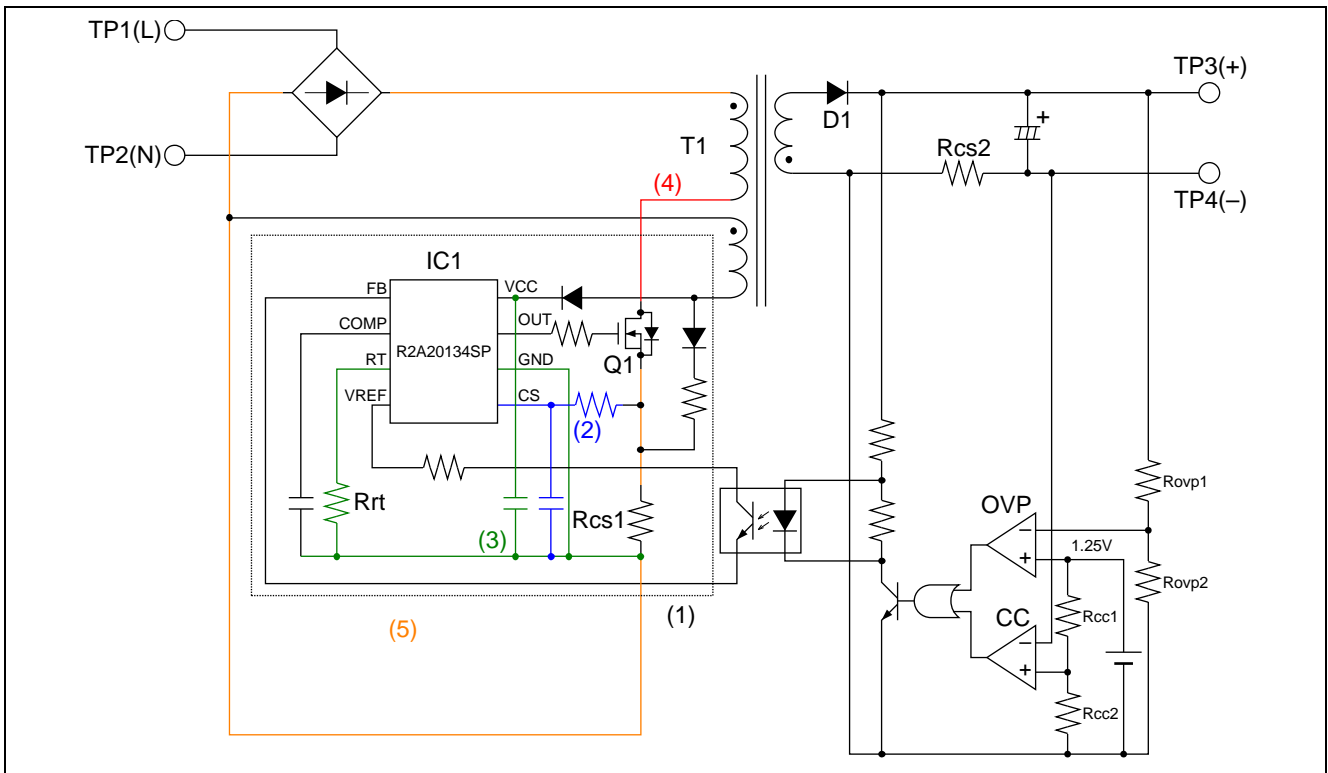 TP1(L)
TP2(N)
T1
D1
Rcs2
+
TP3(+)
TP4(–)
(4)
IC1
FB
COMP
RT
VREF
R2A20134SP
VCC
OUT
GND
CS
Q1
(2)
Rrt
(3)
Rcs1
(1)
(5)
OVP
–
+
1.25V
Rovp1
Rovp2
Rcc1
CC
–
+
Rcc2